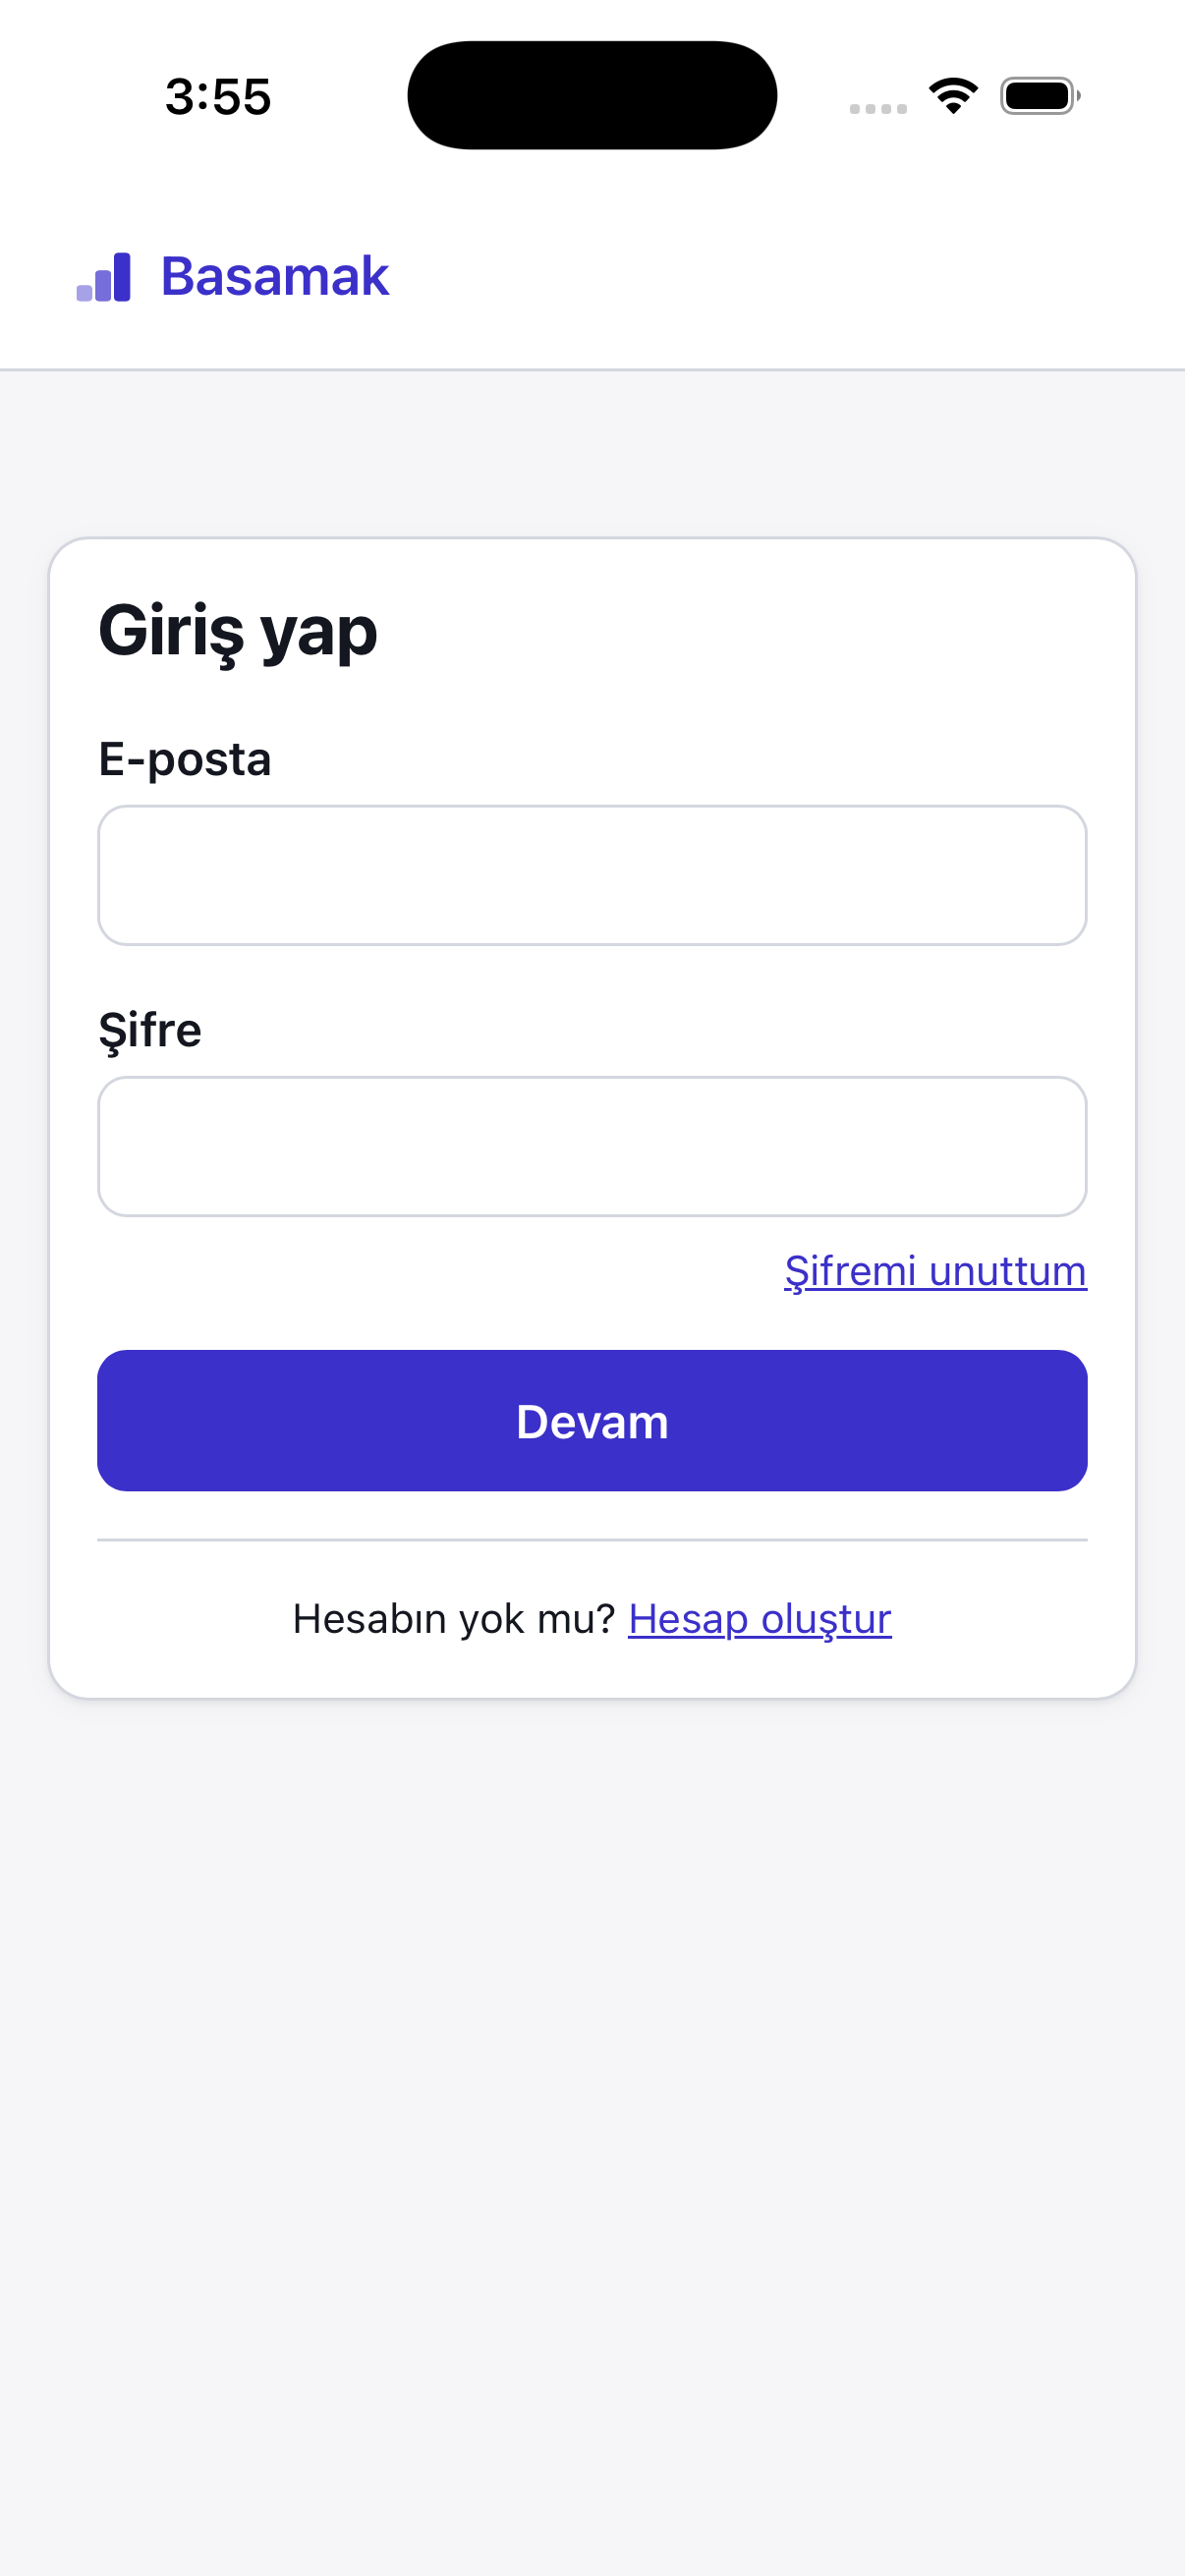 3:55
Basamak
Giriş yap
E-posta
Şifre
Şifremi unuttum
Devam
Hesabın yok mu? Hesap oluştur